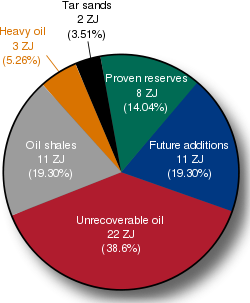 Tar sands
2 ZJ
(3.51%)
Heavy oil
3 ZJ
(5.26%)
Proven reserves
8 ZJ
(14.04%)
Oil shales
11 ZJ
(19.30%)
Future additions
11 ZJ
(19.30%)
Unrecoverable oil
22 ZJ
(38.6%)